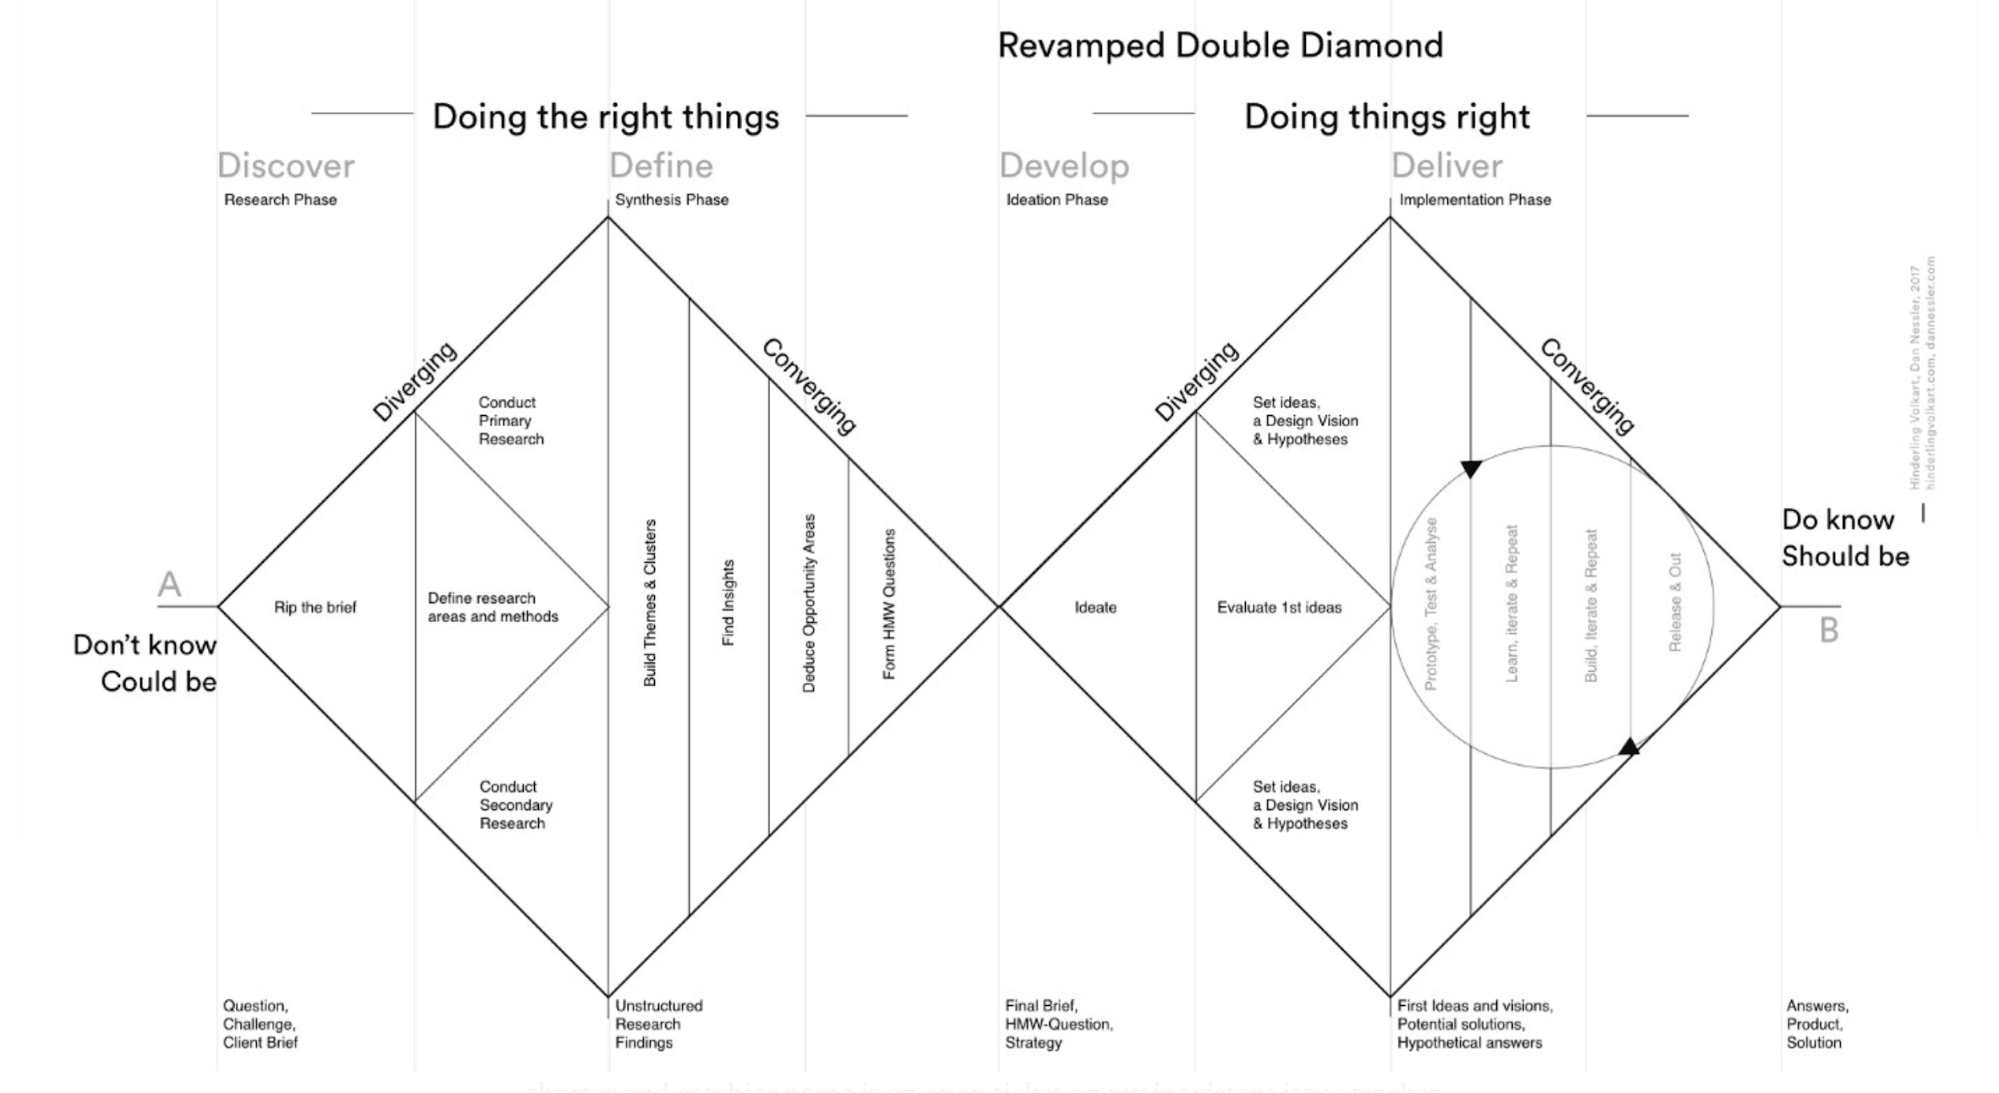 Revamped Double Diamond
Doing the right things
Doing things right
Discover
Research Phase
Define
Synthesis Phase
Develop
Ideation Phase
Deliver
Implementation Phase
Diverging
Converging
Diverging
Converging
A
Don't know
Could be
Rip the brief
Define research
areas and methods
Conduct
Primary
Research
Conduct
Secondary
Research
Build Themes & Clusters
Find Insights
Deduce Opportunity Areas
Form HMW Questions
Ideate
Evaluate 1st ideas
Set ideas,
a Design Vision
& Hypotheses
Set ideas,
a Design Vision
& Hypotheses
Prototype, Test & Analyse
Learn, iterate & Repeat
Build, Iterate & Repeat
Release & Out
Do know
Should be
B
Hinderling Volkart, Dan Nessler, 2017
hinderlingvolkart.com, dannessler.com
Question,
Challenge,
Client Brief
Unstructured
Research
Findings
Final Brief,
HMW-Question,
Strategy
First Ideas and visions,
Potential solutions,
Hypothetical answers
Answers,
Product,
Solution